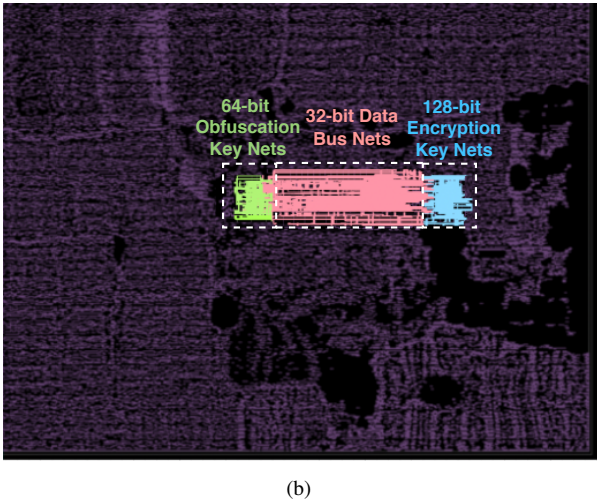 64-bit
Obfuscation
Key Nets
32-bit Data
Bus Nets
128-bit
Encryption
Key Nets
(b)